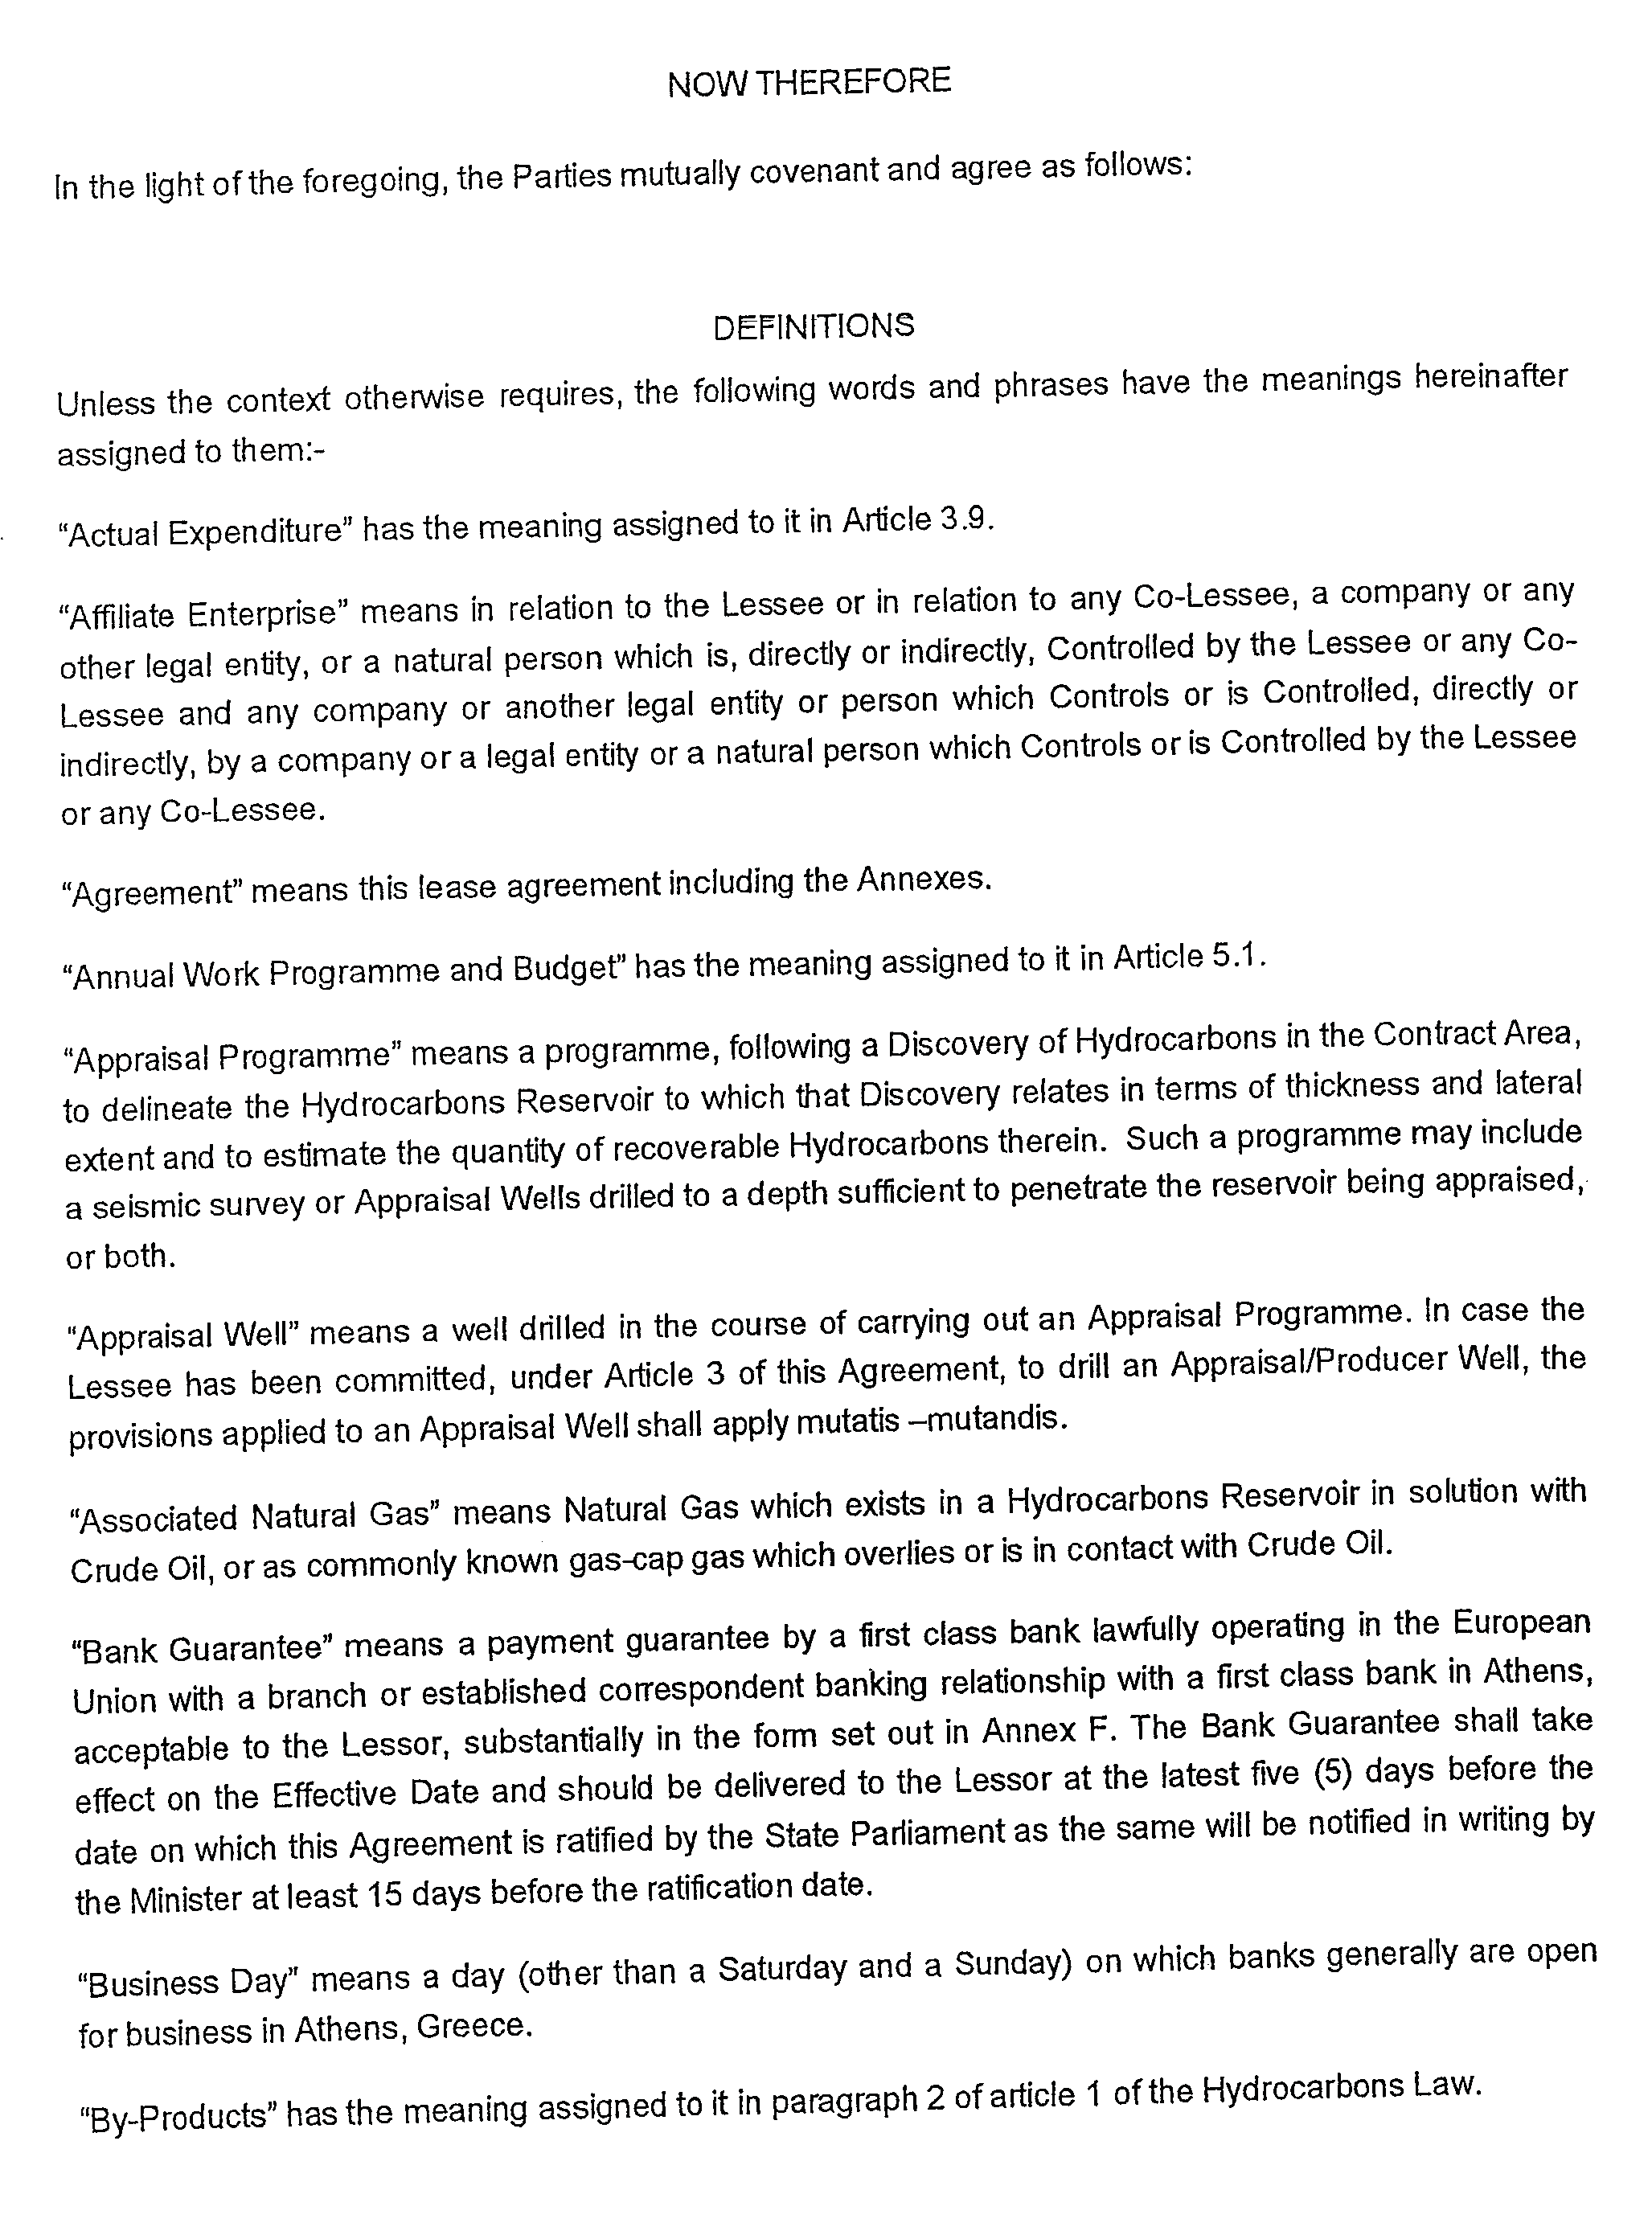 NOW THEREFORE
In the light of the foregoing, the Parties mutually covenant and agree as follows:
DEFINITIONS
Unless the context otherwise requires, the following words and phrases have the meanings hereinafter
assigned to them:-
“Actual Expenditure” has the meaning assigned to it in Article 3.9.
“Affiliate Enterprise” means in relation to the Lessee or in relation to any Co-Lessee, a company or any
other legal entity, or a natural person which is, directly or indirectly, Controlled by the Lessee or any Co-
Lessee and any company or another legal entity or person which Controls or is Controlled, directly or
indirectly, by a company or a legal entity or a natural person which Controls or is Controlled by the Lessee
or any Co-Lessee.
“Agreement” means this lease agreement including the Annexes.
“Annual Work Programme and Budget” has the meaning assigned to it in Article 5.1.
“Appraisal Programme” means a programme, following a Discovery of Hydrocarbons in the Contract Area,
to delineate the Hydrocarbons Reservoir to which that Discovery relates in terms of thickness and lateral
extent and to estimate the quantity of recoverable Hydrocarbons therein. Such a programme may include
a seismic survey or Appraisal Wells drilled to a depth sufficient to penetrate the reservoir being appraised,
or both.
“Appraisal Well” means a well drilled in the course of carrying out an Appraisal Programme. In case the
Lessee has been committed, under Article 3 of this Agreement, to drill an Appraisal/Producer Well, the
provisions applied to an Appraisal Well shall apply mutatis –mutandis.
“Associated Natural Gas” means Natural Gas which exists in a Hydrocarbons Reservoir in solution with
Crude Oil, or as commonly known gas-cap gas which overlies or is in contact with Crude Oil.
“Bank Guarantee” means a payment guarantee by a first class bank lawfully operating in the European
Union with a branch or established correspondent banking relationship with a first class bank in Athens,
acceptable to the Lessor, substantially in the form set out in Annex F. The Bank Guarantee shall take
effect on the Effective Date and should be delivered to the Lessor at the latest five (5) days before the
date on which this Agreement is ratified by the State Parliament as the same will be notified in writing by
the Minister at least 15 days before the ratification date.
“Business Day” means a day (other than a Saturday and a Sunday) on which banks generally are open
for business in Athens, Greece.
“By-Products” has the meaning assigned to it in paragraph 2 of article 1 of the Hydrocarbons Law.